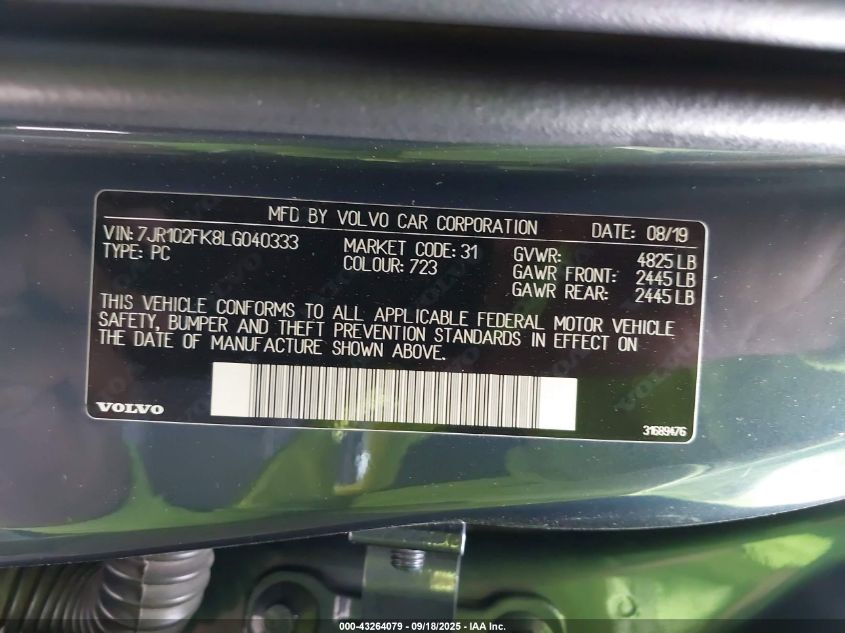 MFD BY VOLVO CAR CORPORATION DATE: 08/19
VIN: 7JR102FK8LG040333 MARKET CODE: 31 GVWR: 4825 LB
TYPE: PC COLOUR: 723 GAWR FRONT: 2445 LB
GAWR REAR: 2445 LB
THIS VEHICLE CONFORMS TO ALL APPLICABLE FEDERAL MOTOR VEHICLE
SAFETY, BUMPER AND THEFT PREVENTION STANDARDS IN EFFECT ON
THE DATE OF MANUFACTURE SHOWN ABOVE.
VOLVO
31689476
000-43264079 - 09/18/2025 - IAA Inc.